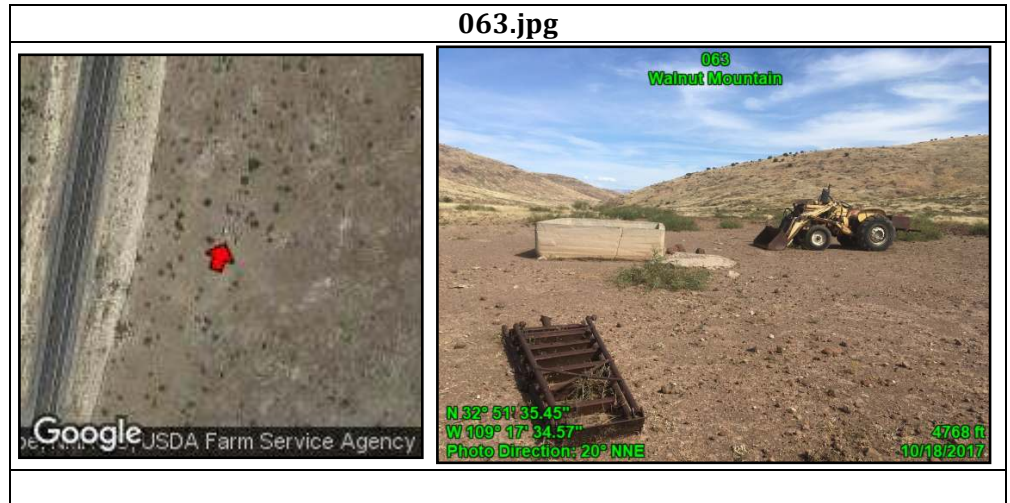 063.jpg
Google
USDA Farm Service Agency
063
Walnut Mountain
N 32° 51' 35.45"
W 109° 17' 34.57"
Photo Direction: 20° NNE
4768 ft
10/18/2017